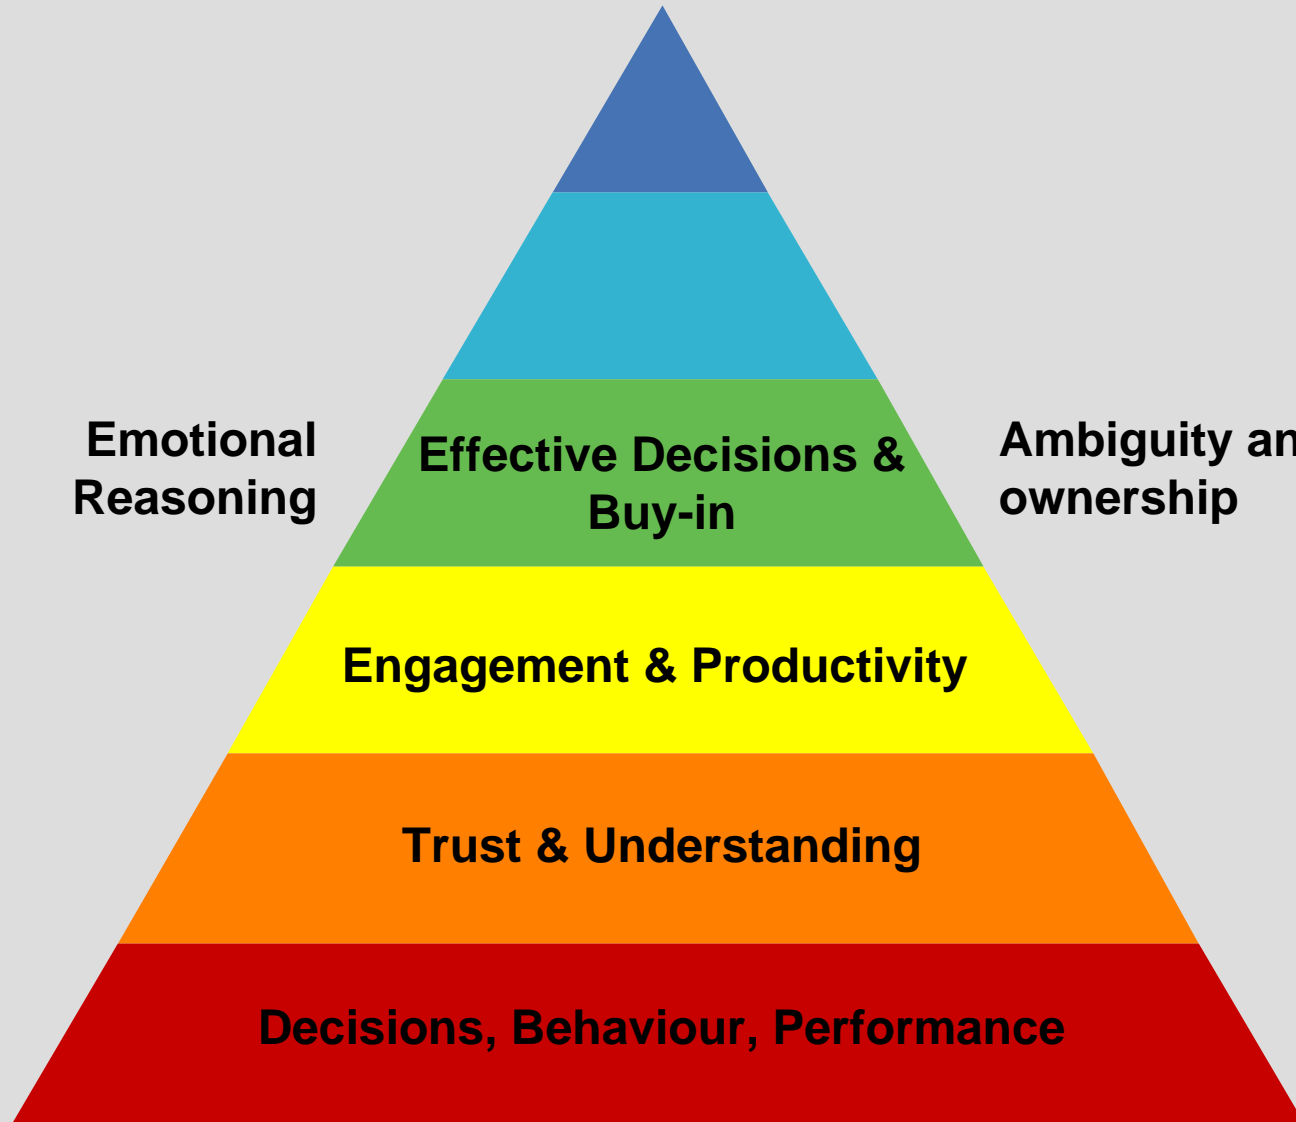 Emotional
Reasoning
Effective Decisions &
Buy-in
Ambiguity an
ownership
Engagement & Productivity
Trust & Understanding
Decisions, Behaviour, Performance